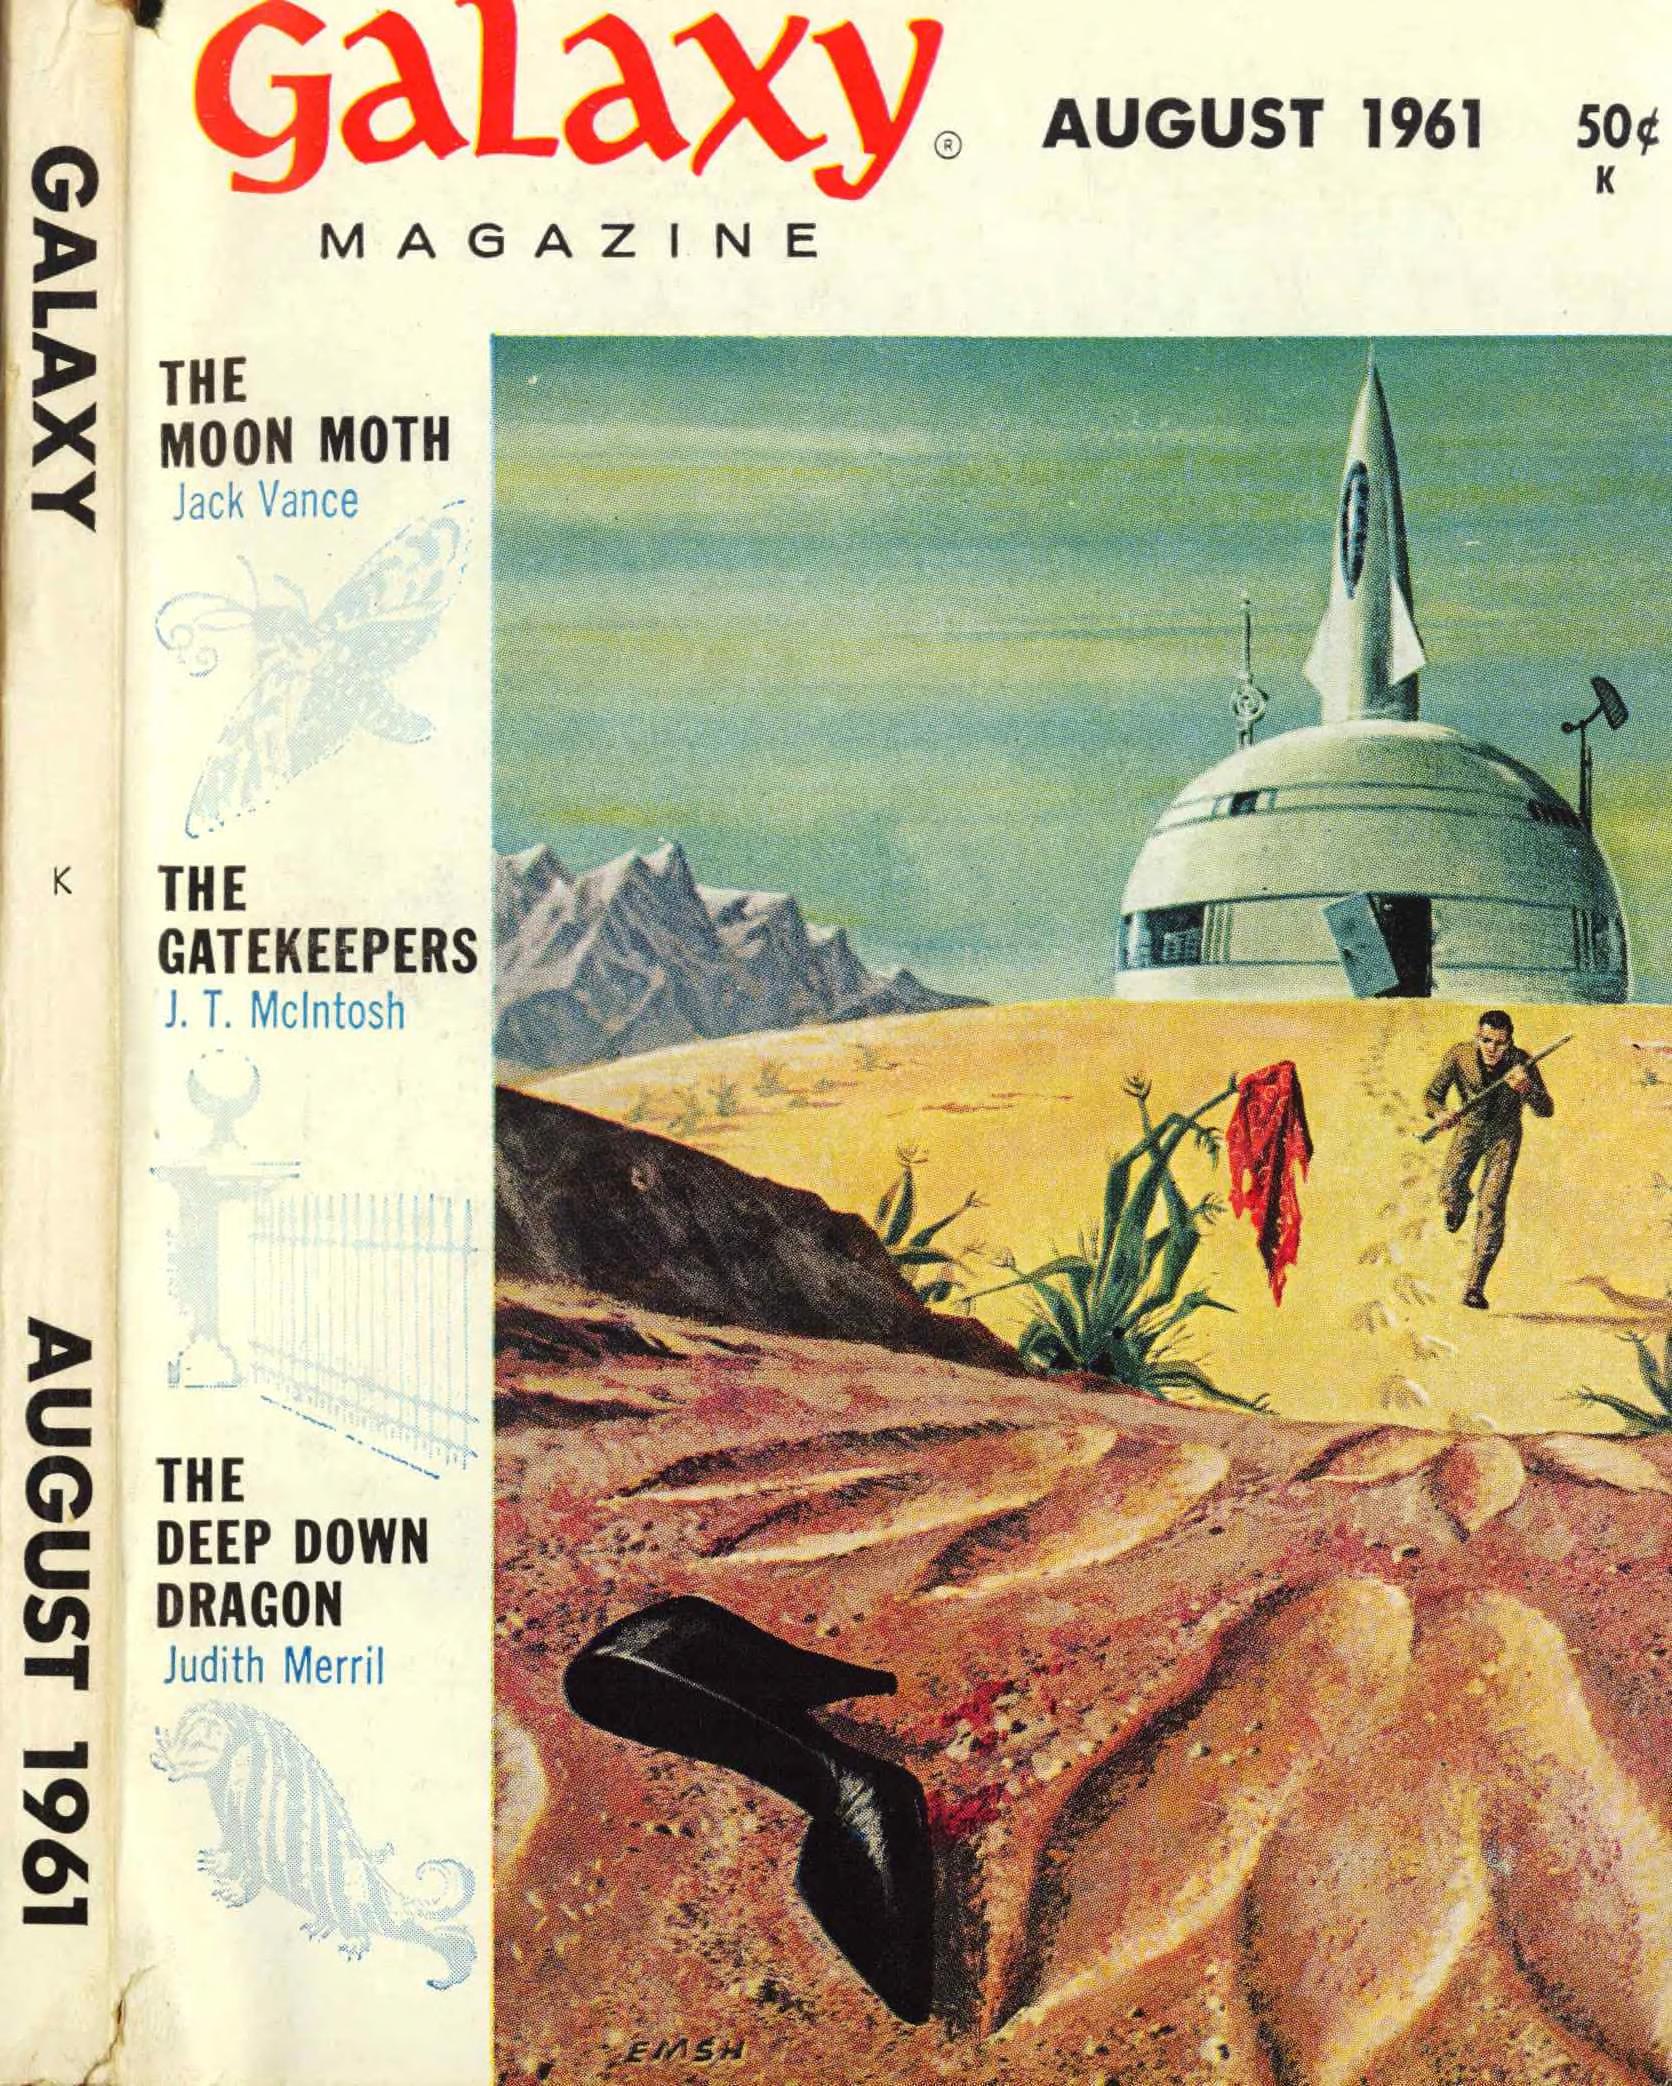 GALAXY
K
AUGUST 1961
Galaxy ®
MAGAZINE
AUGUST 1961
50¢
K
THE
MOON MOTH
Jack Vance
THE
GATEKEEPERS
J. T. McIntosh
THE
DEEP DOWN
DRAGON
Judith Merril
EMSH